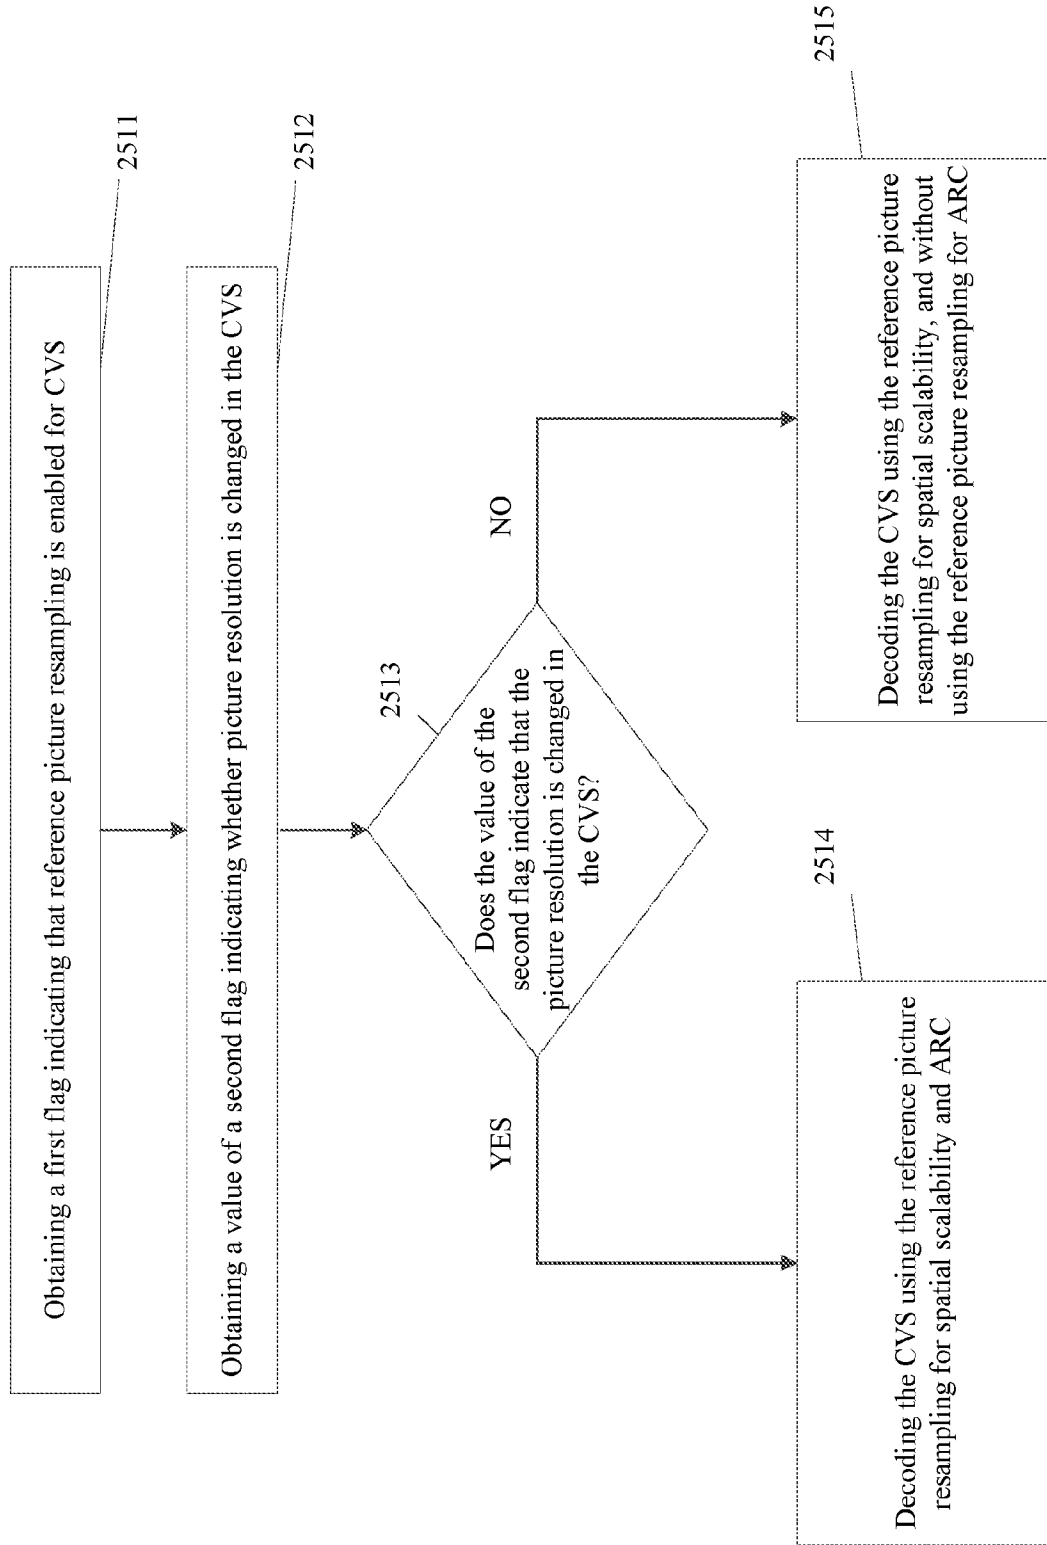 Obtaining a first flag indicating that reference picture resampling is enabled for CVS
2511
Obtaining a value of a second flag indicating whether picture resolution is changed in the CVS
2512
2513
Does the value of the
second flag indicate that the
picture resolution is changed in
the CVS?
YES
NO
2514
Decoding the CVS using the reference picture
resampling for spatial scalability and ARC
2515
Decoding the CVS using the reference picture
resampling for spatial scalability, and without
using the reference picture resampling for ARC